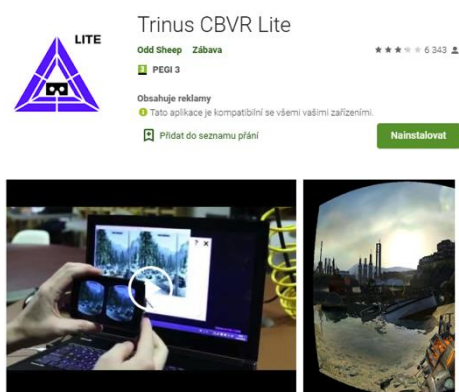 LITE
Trinus CBVR Lite
Odd Sheep Zábava
6 343
3 PEGI 3
Obsahuje reklamy
Tato aplikace je kompatibilní se všemi vašimi zařízeními.
Přidat do seznamu přání
Nainstalovat
? X